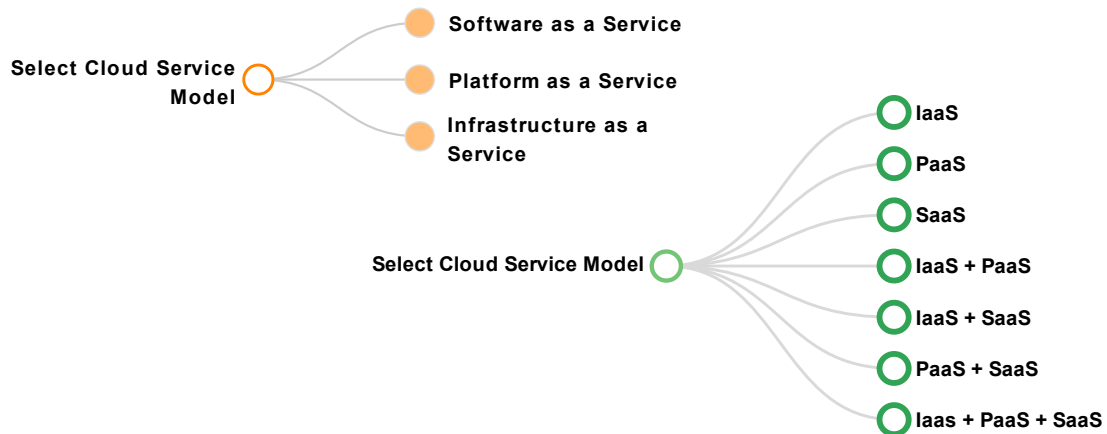 Software as a Service
Select Cloud Service
Model
Platform as a Service
Infrastructure as a
Service
IaaS
PaaS
SaaS
Select Cloud Service Model
IaaS + PaaS
IaaS + SaaS
PaaS + SaaS
Iaas + PaaS + SaaS